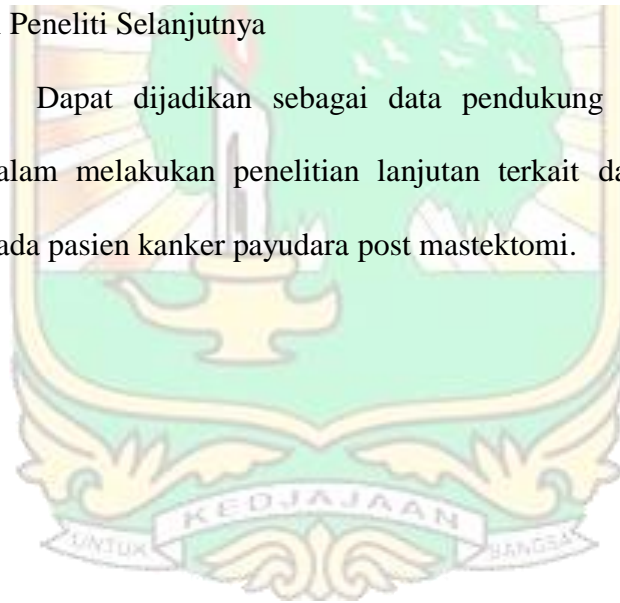 Peneliti Selanjutnya
Dapat dijadikan sebagai data pendukung
alam melakukan penelitian lanjutan terkait da
ada pasien kanker payudara post mastektomi.
KEDJAJAAN
UNTUK BANGSA